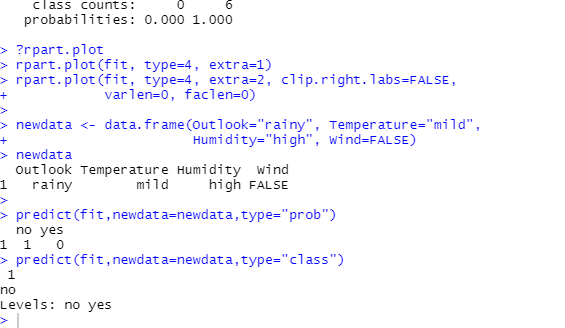 class counts:     0     6
   probabilities: 0.000 1.000
> ?rpart.plot
> rpart.plot(fit, type=4, extra=1)
> rpart.plot(fit, type=4, extra=2, clip.right.labs=FALSE,
+            varlen=0, faclen=0)
>
> newdata <- data.frame(Outlook="rainy", Temperature="mild",
+                       Humidity="high", Wind=FALSE)
> newdata
  Outlook Temperature Humidity  Wind
1   rainy        mild     high FALSE
>
> predict(fit,newdata=newdata,type="prob")
  no yes
1  1   0
> predict(fit,newdata=newdata,type="class")
 1
no
Levels: no yes
>